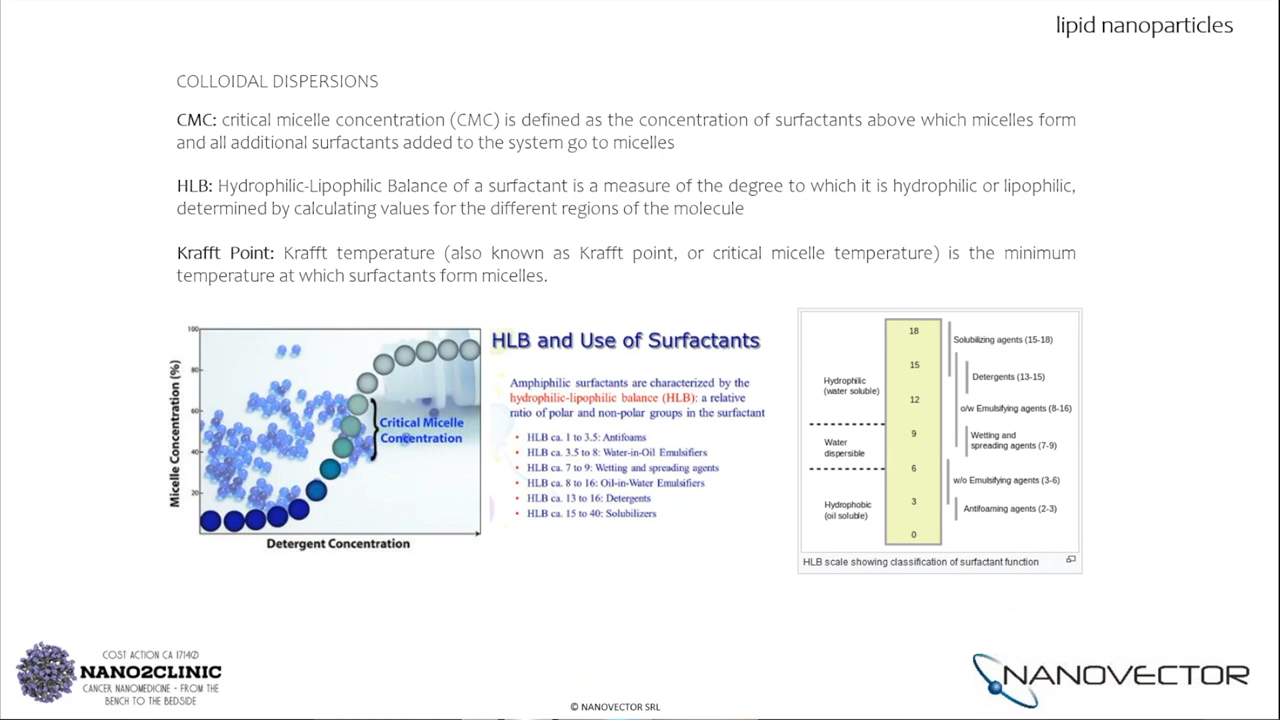 lipid nanoparticles
COLLOIDAL DISPERSIONS
CMC: critical micelle concentration (CMC) is defined as the concentration of surfactants above which micelles form
and all additional surfactants added to the system go to micelles
HLB: Hydrophilic-Lipophilic Balance of a surfactant is a measure of the degree to which it is hydrophilic or lipophilic,
determined by calculating values for the different regions of the molecule
Krafft Point: Krafft temperature (also known as Krafft point, or critical micelle temperature) is the minimum
temperature at which surfactants form micelles.
Micelle Concentration (%)
100
80
60
40
20
Critical Micelle
Concentration
Detergent Concentration
HLB and Use of Surfactants
Amphiphilic surfactants are characterized by the
hydrophilic-lipophilic balance (HLB): a relative
ratio of polar and non-polar groups in the surfactant
• HLB ca. 1 to 3.5: Antifoams
• HLB ca. 3.5 to 8: Water-in-Oil Emulsifiers
• HLB ca. 7 to 9: Wetting and spreading agents
• HLB ca. 8 to 16: Oil-in-Water Emulsifiers
• HLB ca. 13 to 16: Detergents
• HLB ca. 15 to 40: Solubilizers
Hydrophilic
(water soluble)
Water
dispersible
Hydrophobic
(oil soluble)
18
15
12
9
6
3
0
Solubilizing agents (15-18)
Detergents (13-15)
o/w Emulsifying agents (8-16)
Wetting and
spreading agents (7-9)
w/o Emulsifying agents (3-6)
Antifoaming agents (2-3)
HLB scale showing classification of surfactant function
COST ACTION CA 17140
NANO2CLINIC
CANCER NANOMEDICINE - FROM THE
BENCH TO THE BEDSIDE
© NANOVECTOR SRL
NANOVECTOR